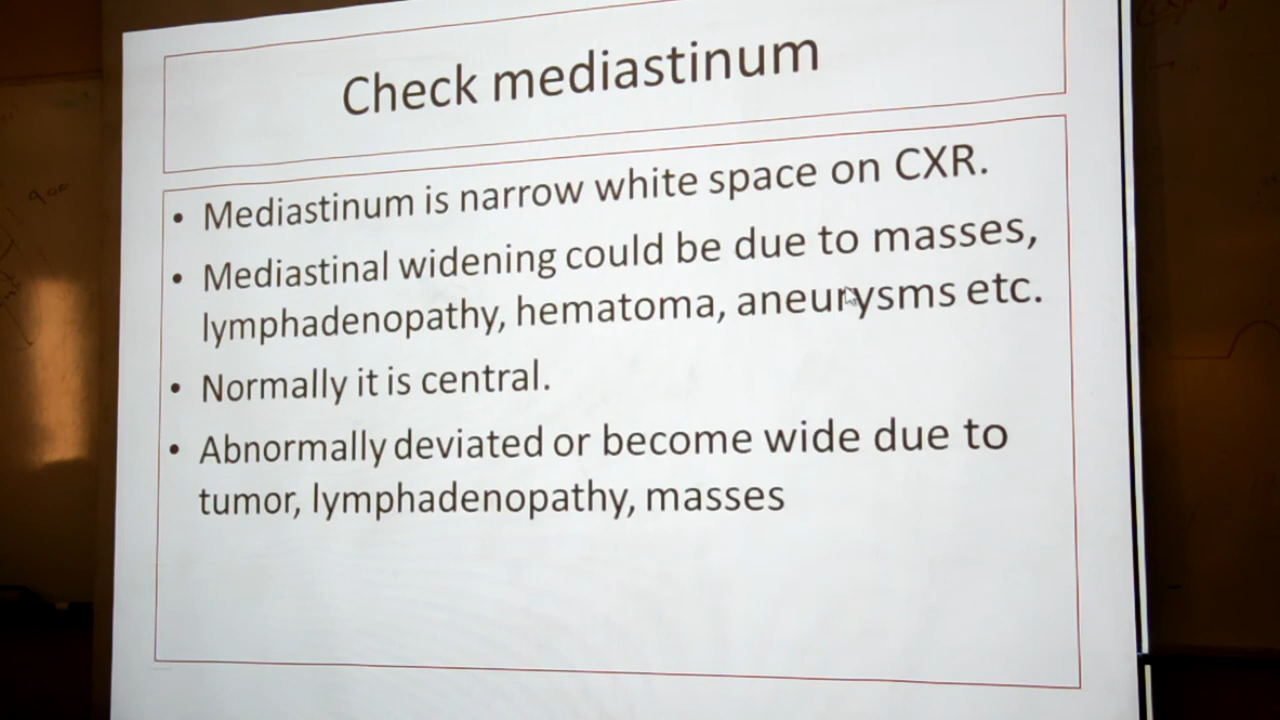 Check mediastinum
• Mediastinum is narrow white space on CXR.
• Mediastinal widening could be due to masses,
lymphadenopathy, hematoma, aneurysms etc.
• Normally it is central.
• Abnormally deviated or become wide due to
tumor, lymphadenopathy, masses